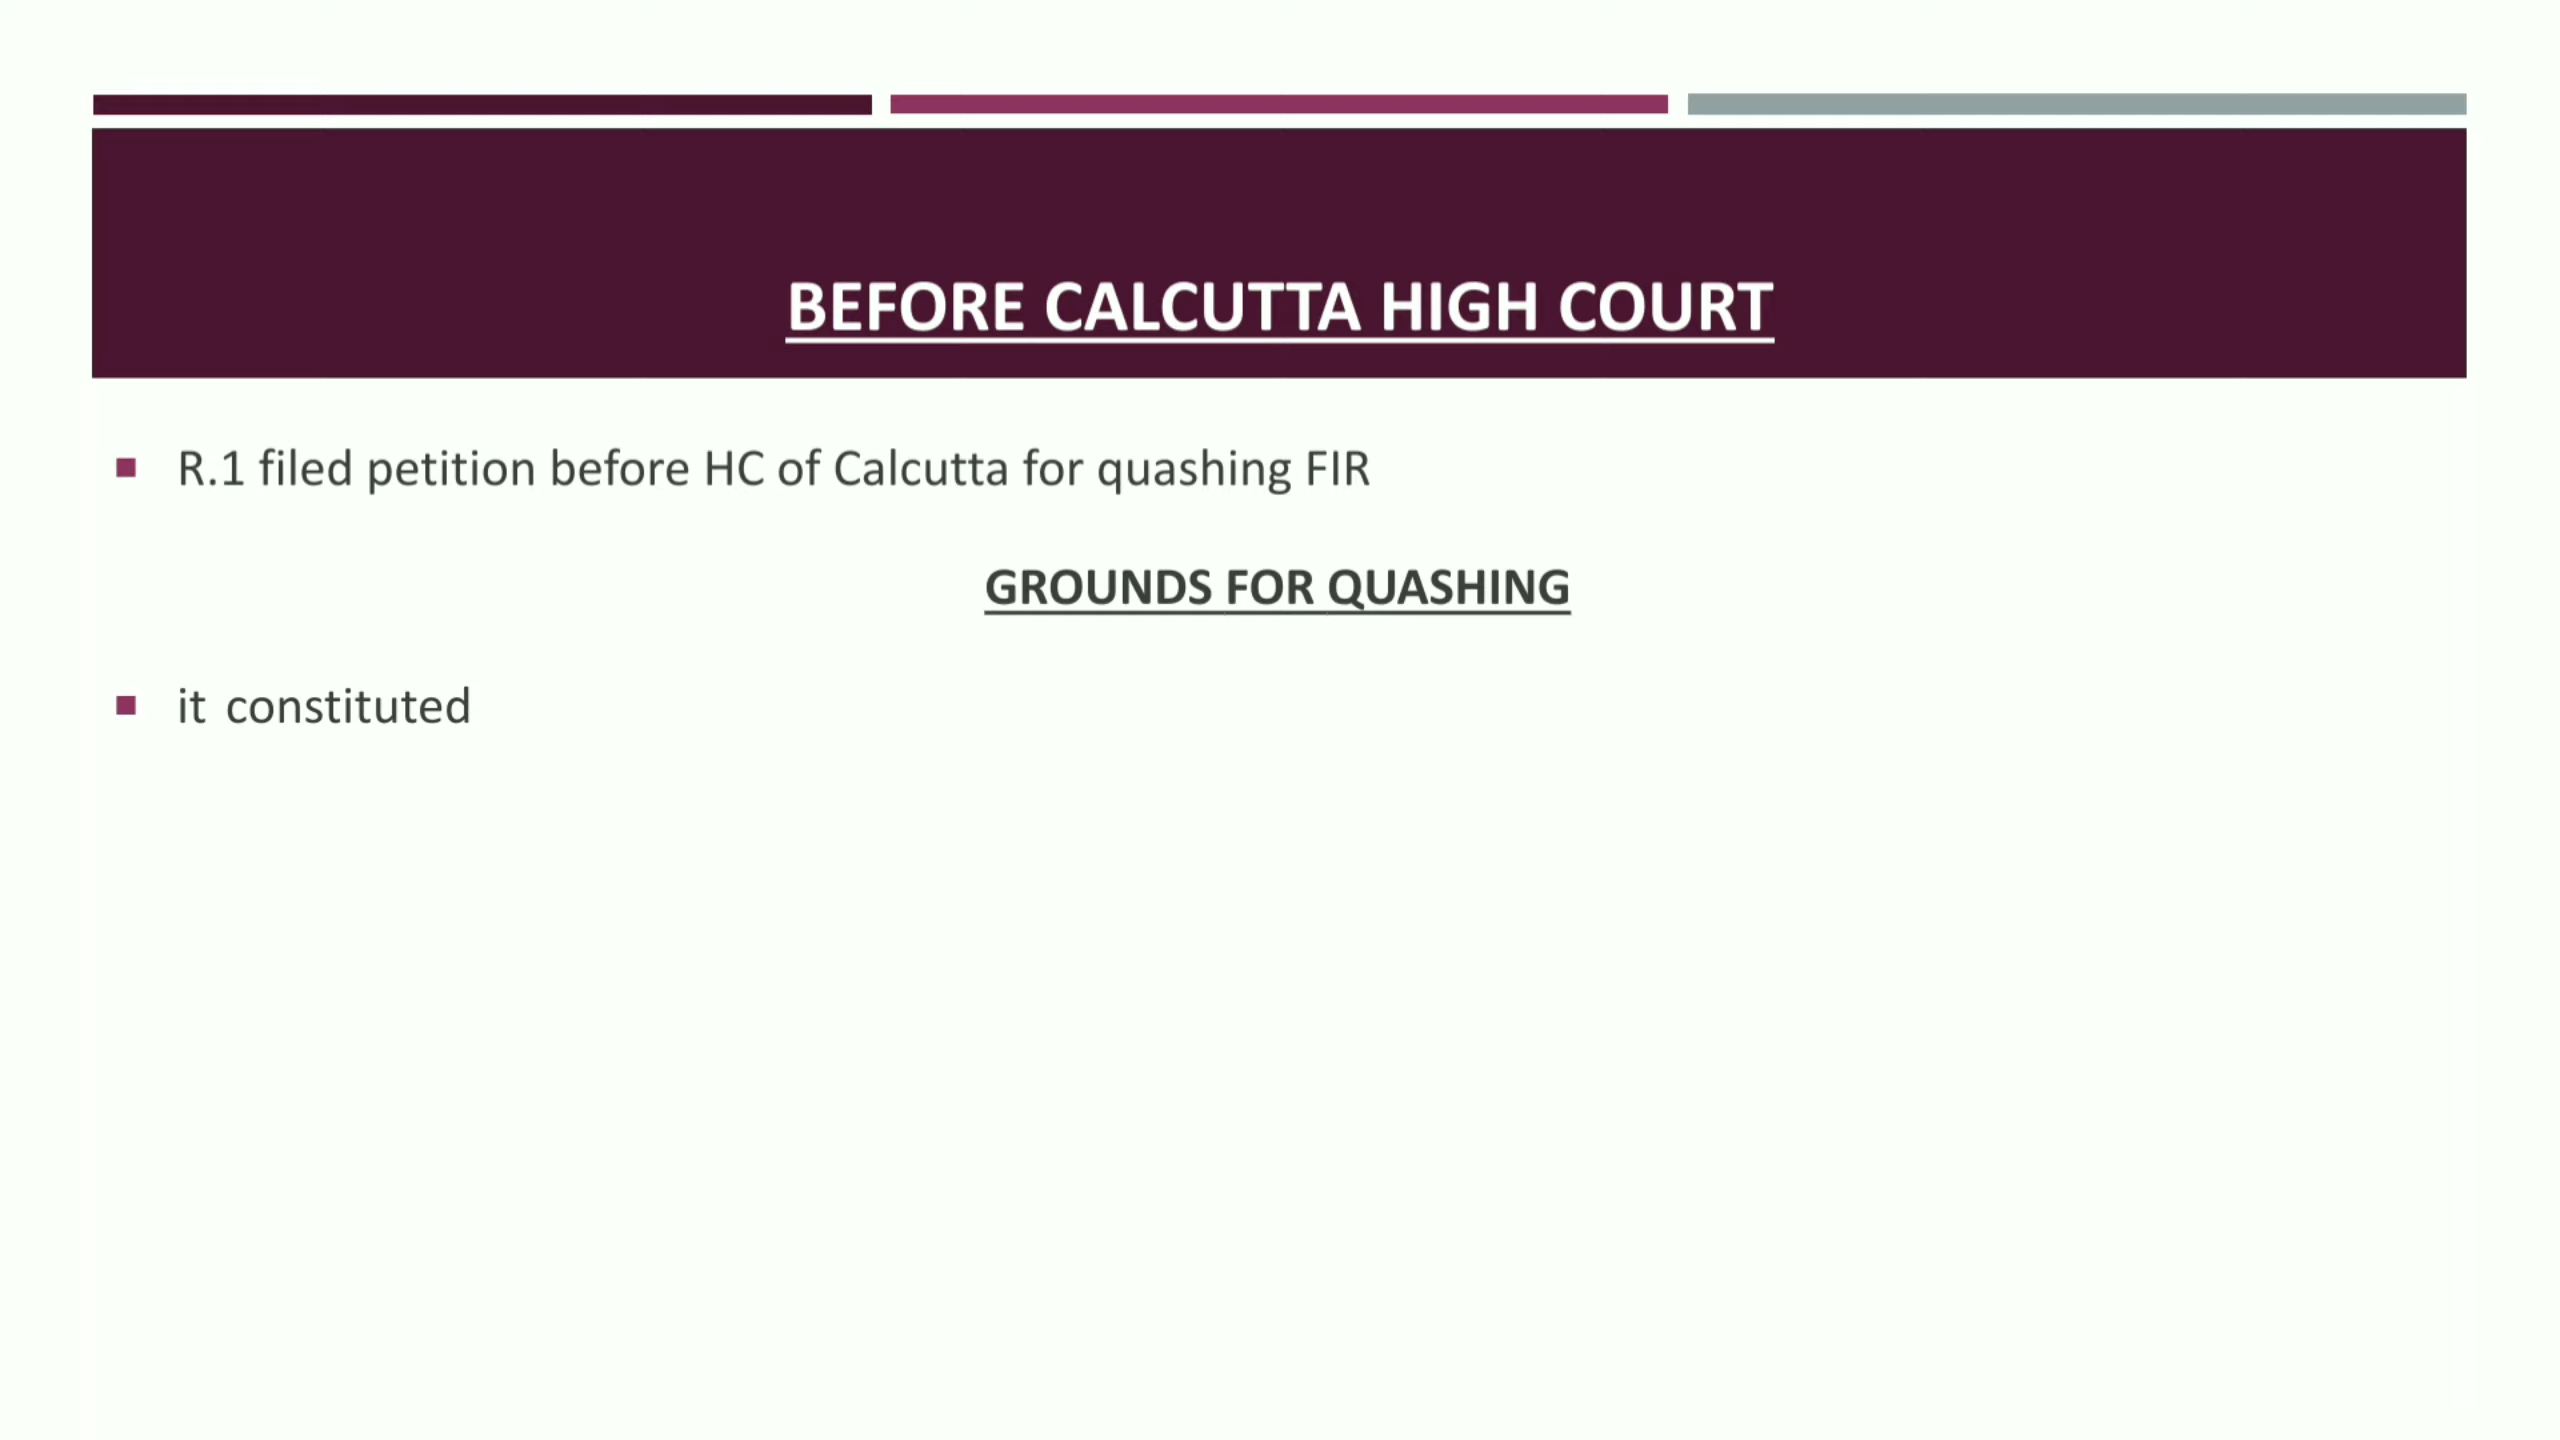 BEFORE CALCUTTA HIGH COURT
R.1 filed petition before HC of Calcutta for quashing FIR
GROUNDS FOR QUASHING
it constituted